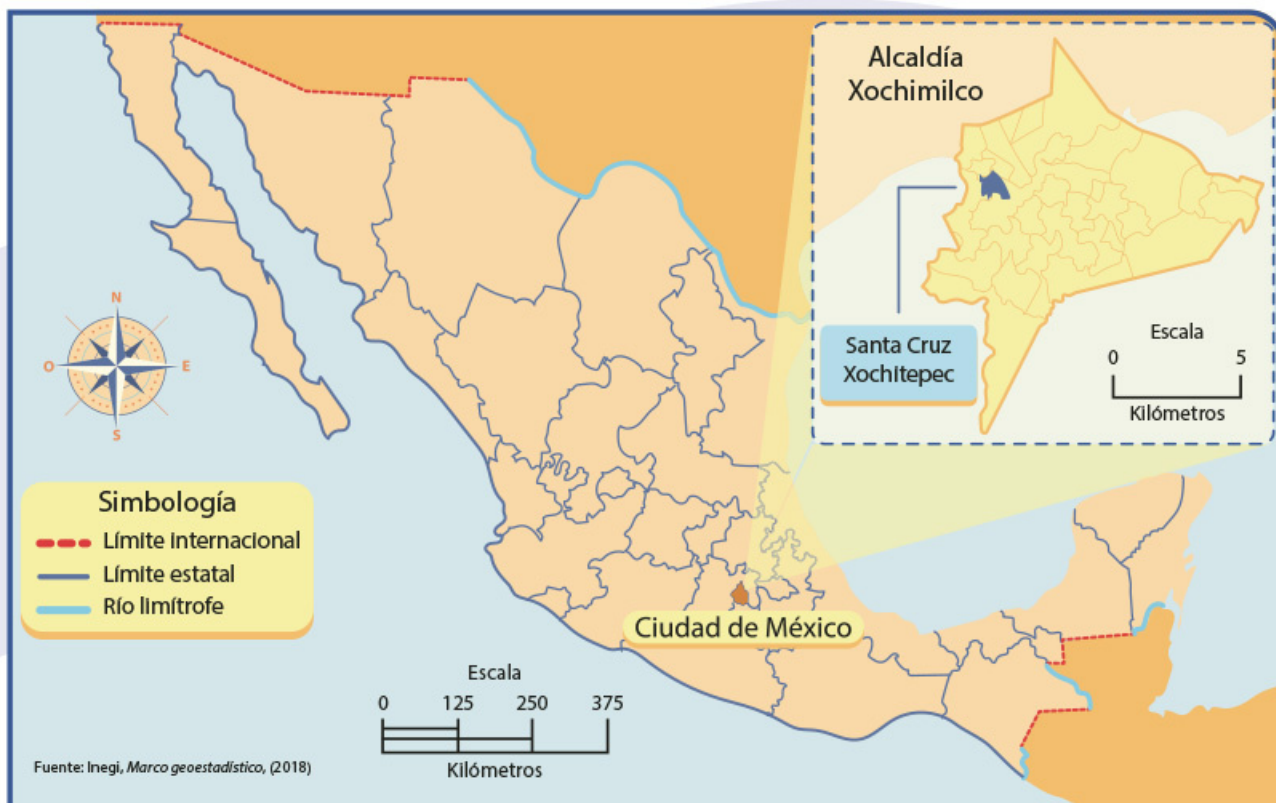 Alcaldía
Xochimilco
Santa Cruz
Xochitepec
Escala
0 5
Kilómetros
N
O E
S
Simbología
Límite internacional
Límite estatal
Río limítrofe
Ciudad de México
Escala
0 125 250 375
Kilómetros
Fuente: Inegi, Marco geoestadístico, (2018)